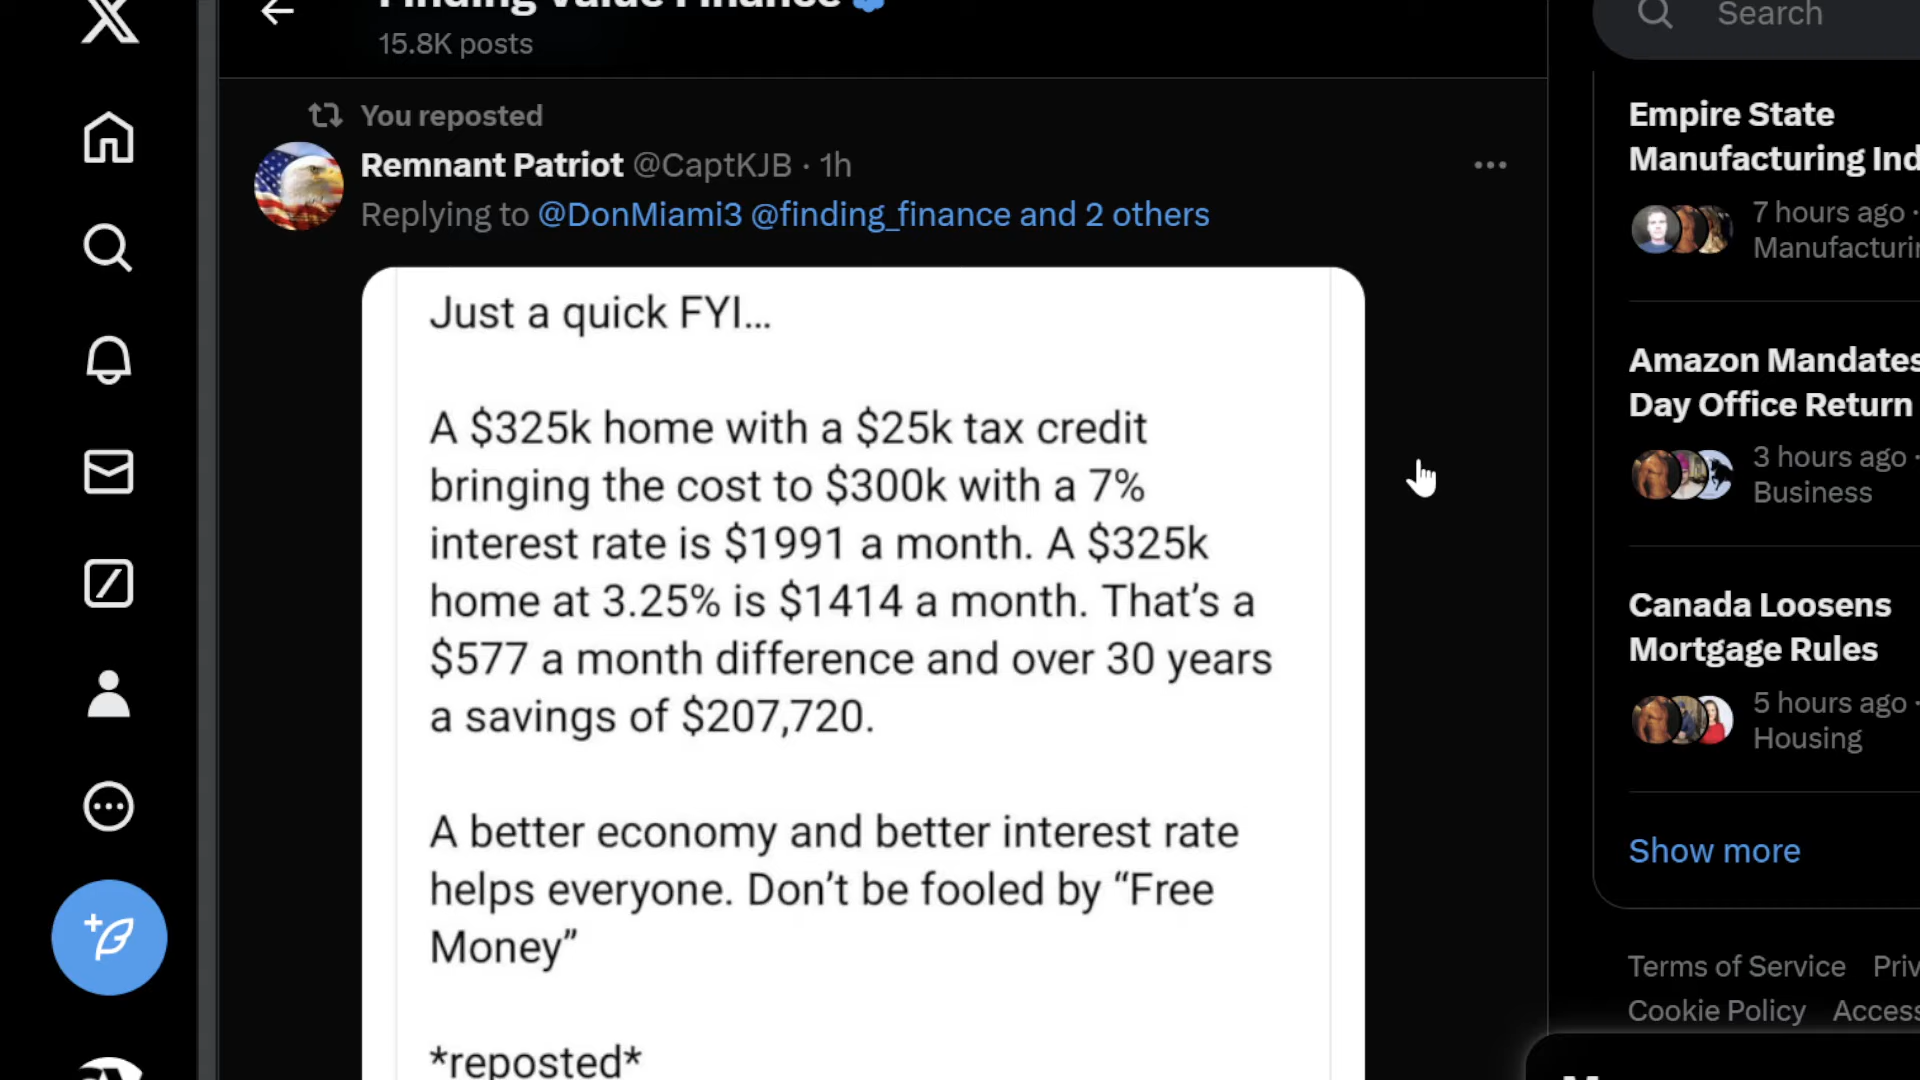 Finding Value Finance
15.8K posts
You reposted
Remnant Patriot @CaptKJB · 1h
Replying to @DonMiami3 @finding_finance and 2 others
Just a quick FYI...
A $325k home with a $25k tax credit
bringing the cost to $300k with a 7%
interest rate is $1991 a month. A $325k
home at 3.25% is $1414 a month. That's a
$577 a month difference and over 30 years
a savings of $207,720.
A better economy and better interest rate
helps everyone. Don't be fooled by “Free
Money”
*reposted*
Search
Empire State
Manufacturing Ind
7 hours ago ·
Manufacturin
Amazon Mandates
Day Office Return
3 hours ago ·
Business
Canada Loosens
Mortgage Rules
5 hours ago ·
Housing
Show more
Terms of Service Priv
Cookie Policy Access